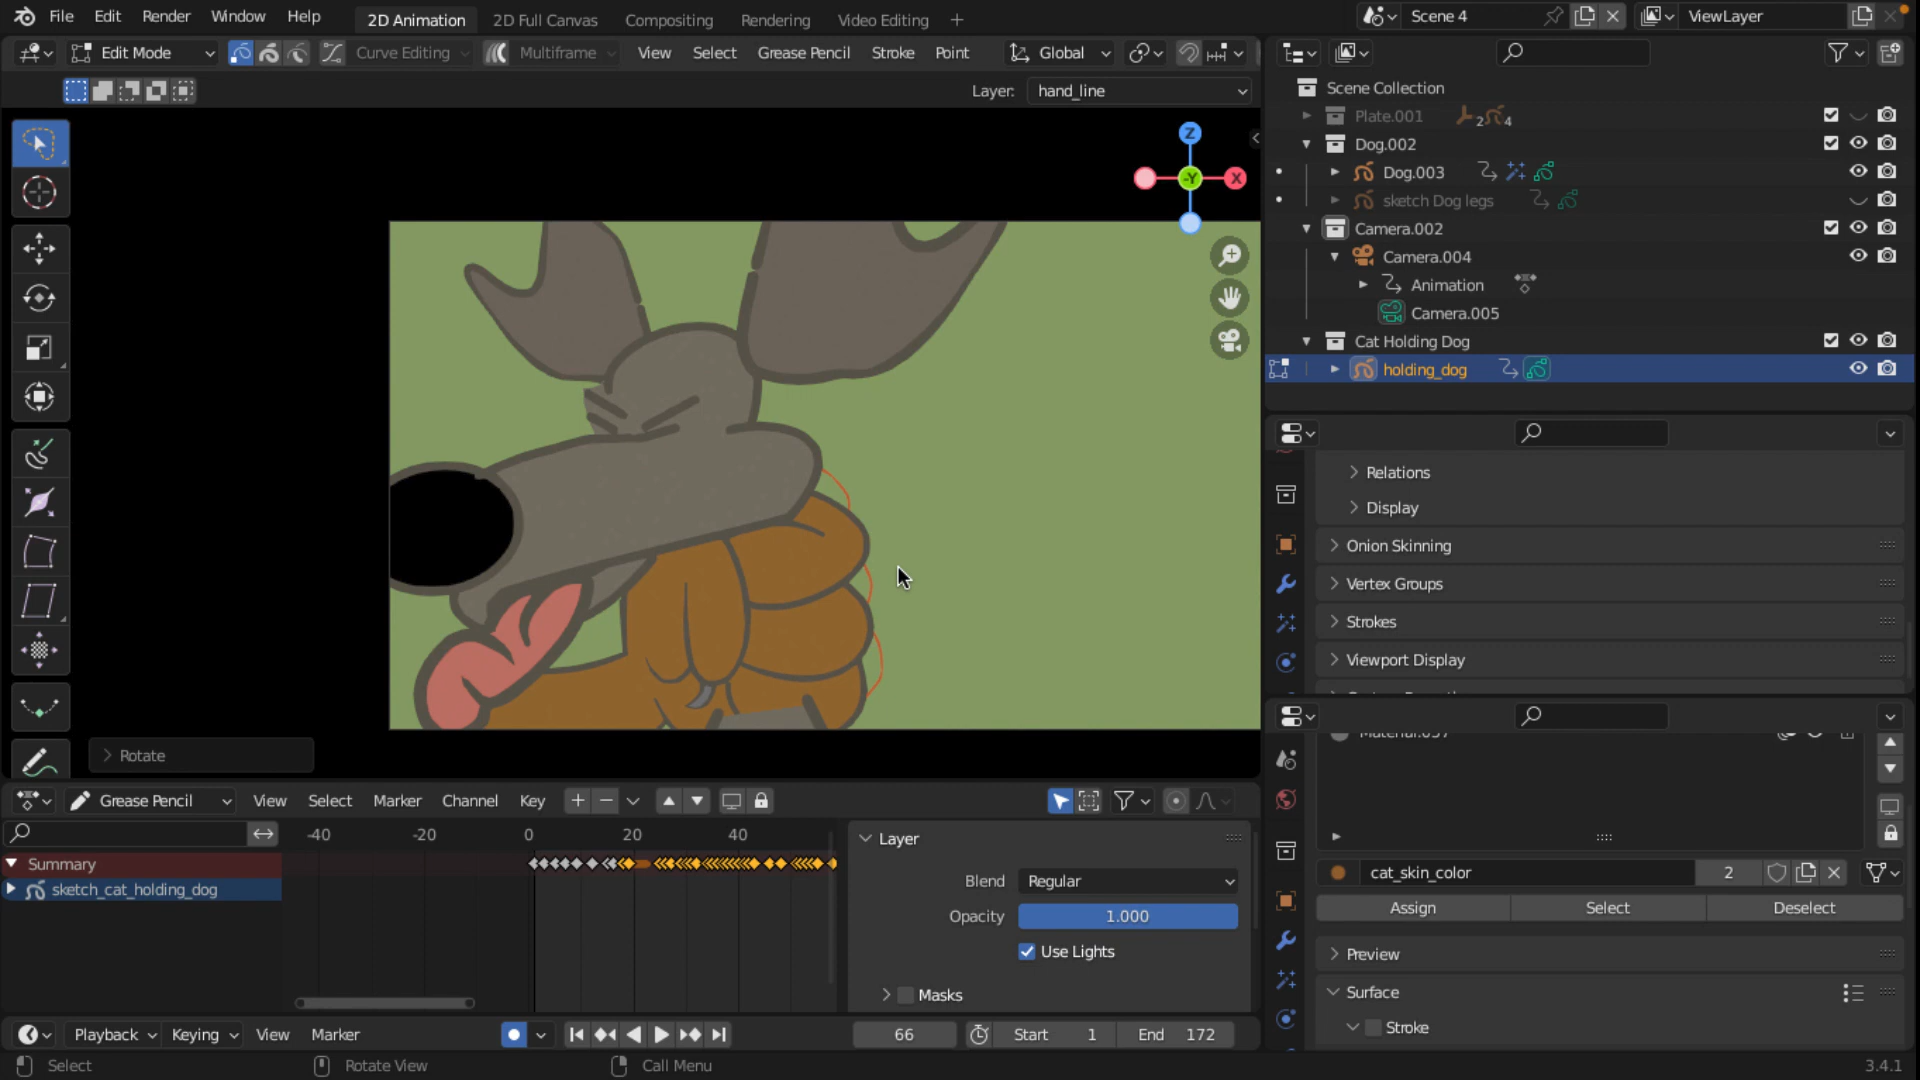 File Edit Render Window Help 2D Animation 2D Full Canvas Compositing Rendering Video Editing + Scene 4 ViewLayer
Edit Mode Curve Editing Multiframe View Select Grease Pencil Stroke Point Global
Layer: hand_line
Z
-Y X
Scene Collection
Plate.001 2 4
Dog.002
Dog.003
sketch Dog legs
Camera.002
Camera.004
Animation
Camera.005
Cat Holding Dog
holding_dog
Relations
Display
Onion Skinning
Vertex Groups
Strokes
Viewport Display
Rotate
Grease Pencil View Select Marker Channel Key
-40 -20 0 20 40
Summary
sketch_cat_holding_dog
Layer
Blend Regular
Opacity 1.000
Use Lights
Masks
cat_skin_color 2
Assign Select Deselect
Preview
Surface
Stroke
Playback Keying View Marker 66 Start 1 End 172
Select Rotate View Call Menu 3.4.1